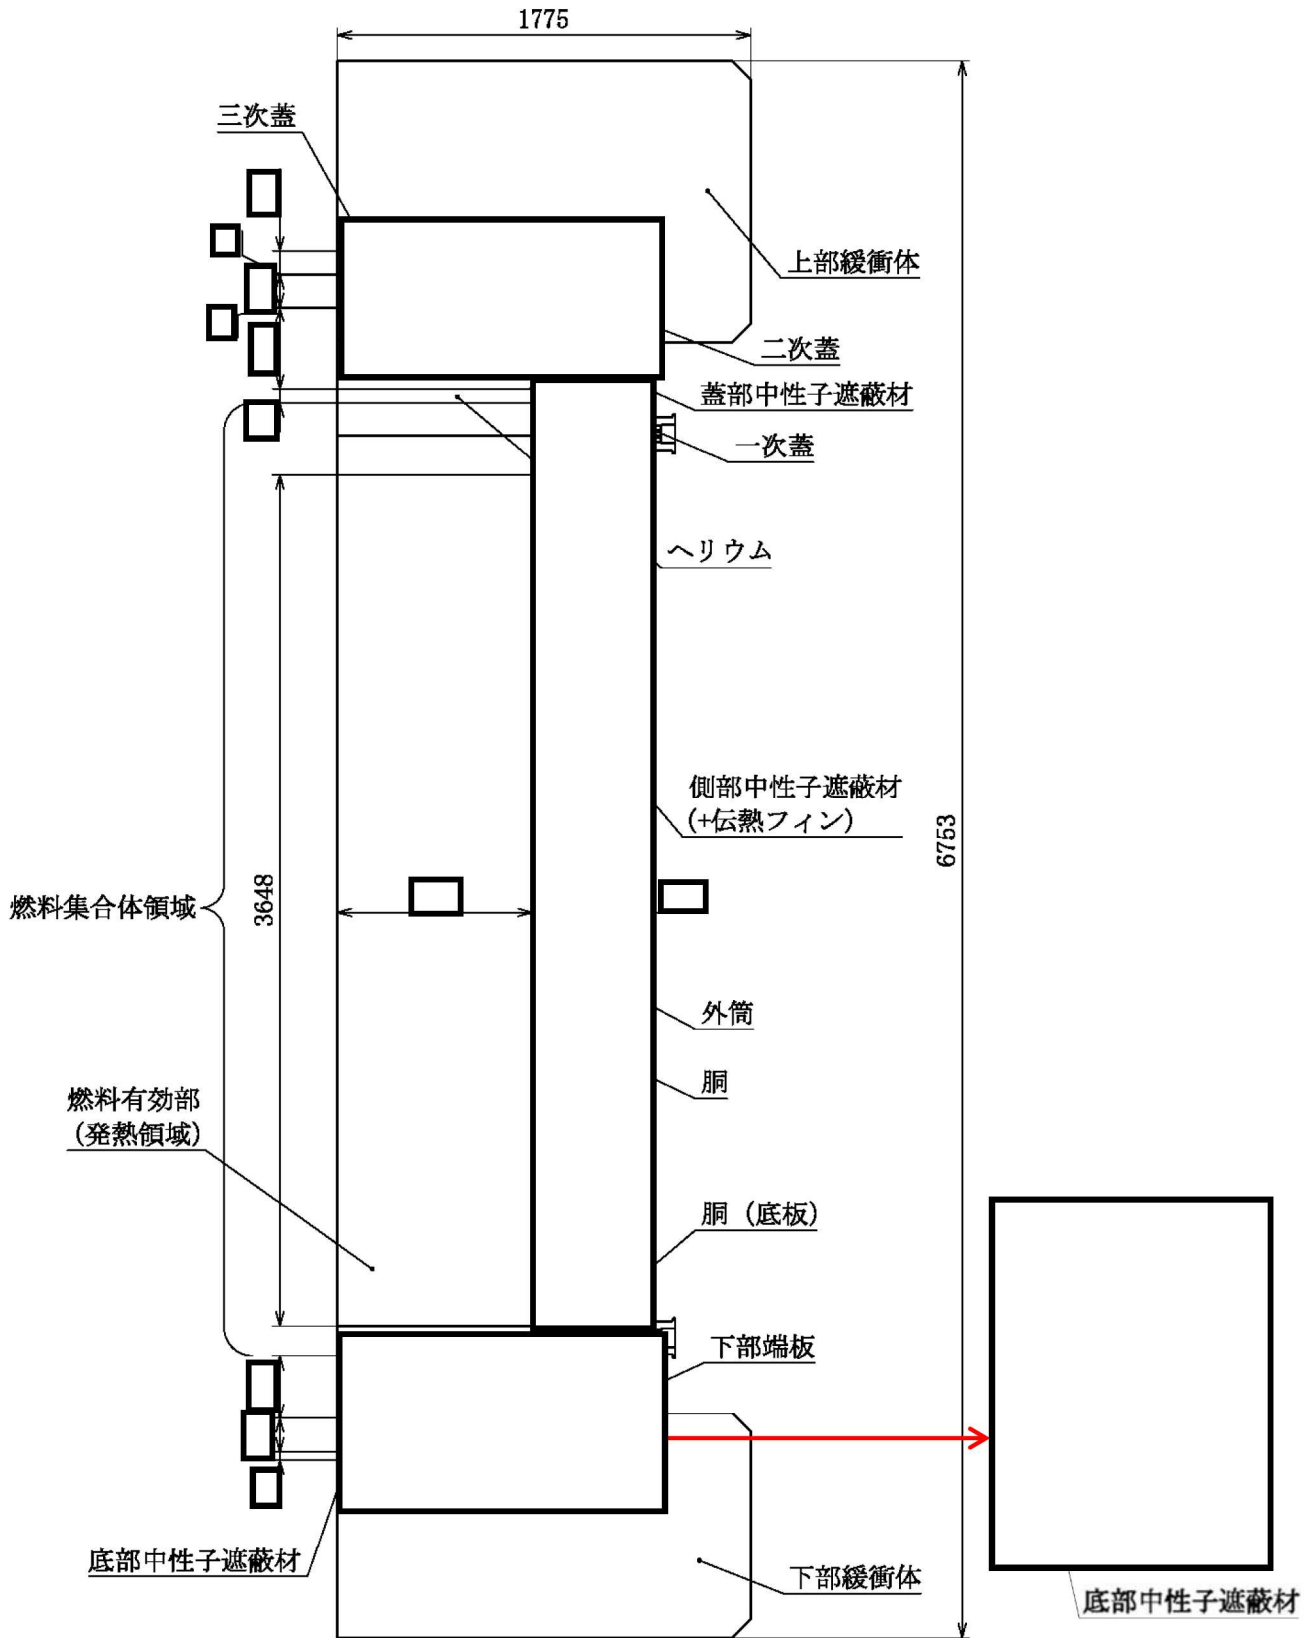 1775
三次蓋
上部緩衝体
二次蓋
蓋部中性子遮蔽材
一次蓋
ヘリウム
側部中性子遮蔽材
(+伝熱フィン)
6753
燃料集合体領域
3648
外筒
胴
燃料有効部
(発熱領域)
胴 (底板)
下部端板
底部中性子遮蔽材
下部緩衝体
底部中性子遮蔽材